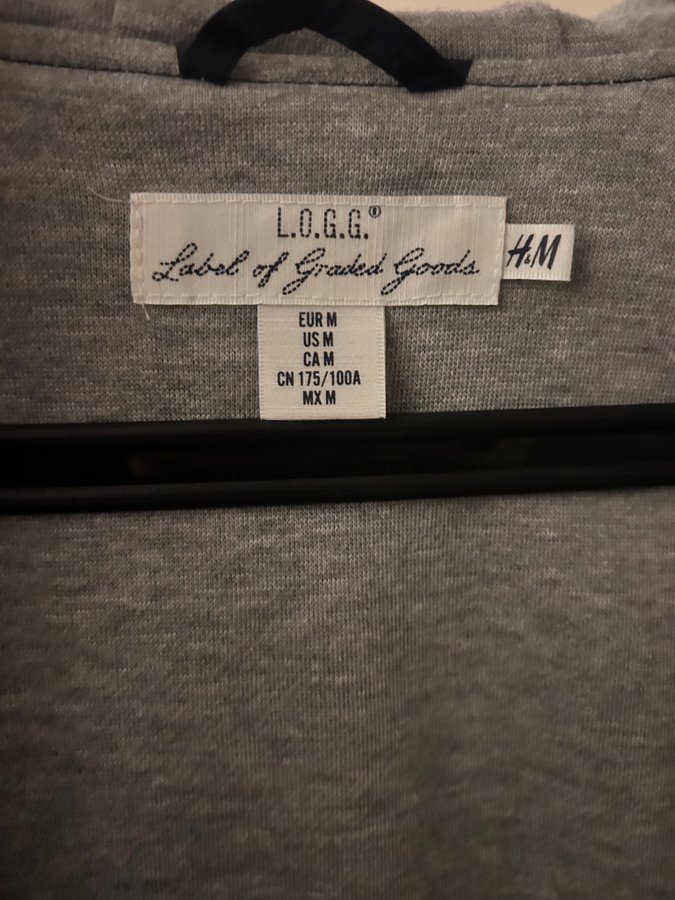 L.O.G.G.®
Label of Graded Goods
H&M
EUR M
US M
CA M
CN 175/100A
MX M